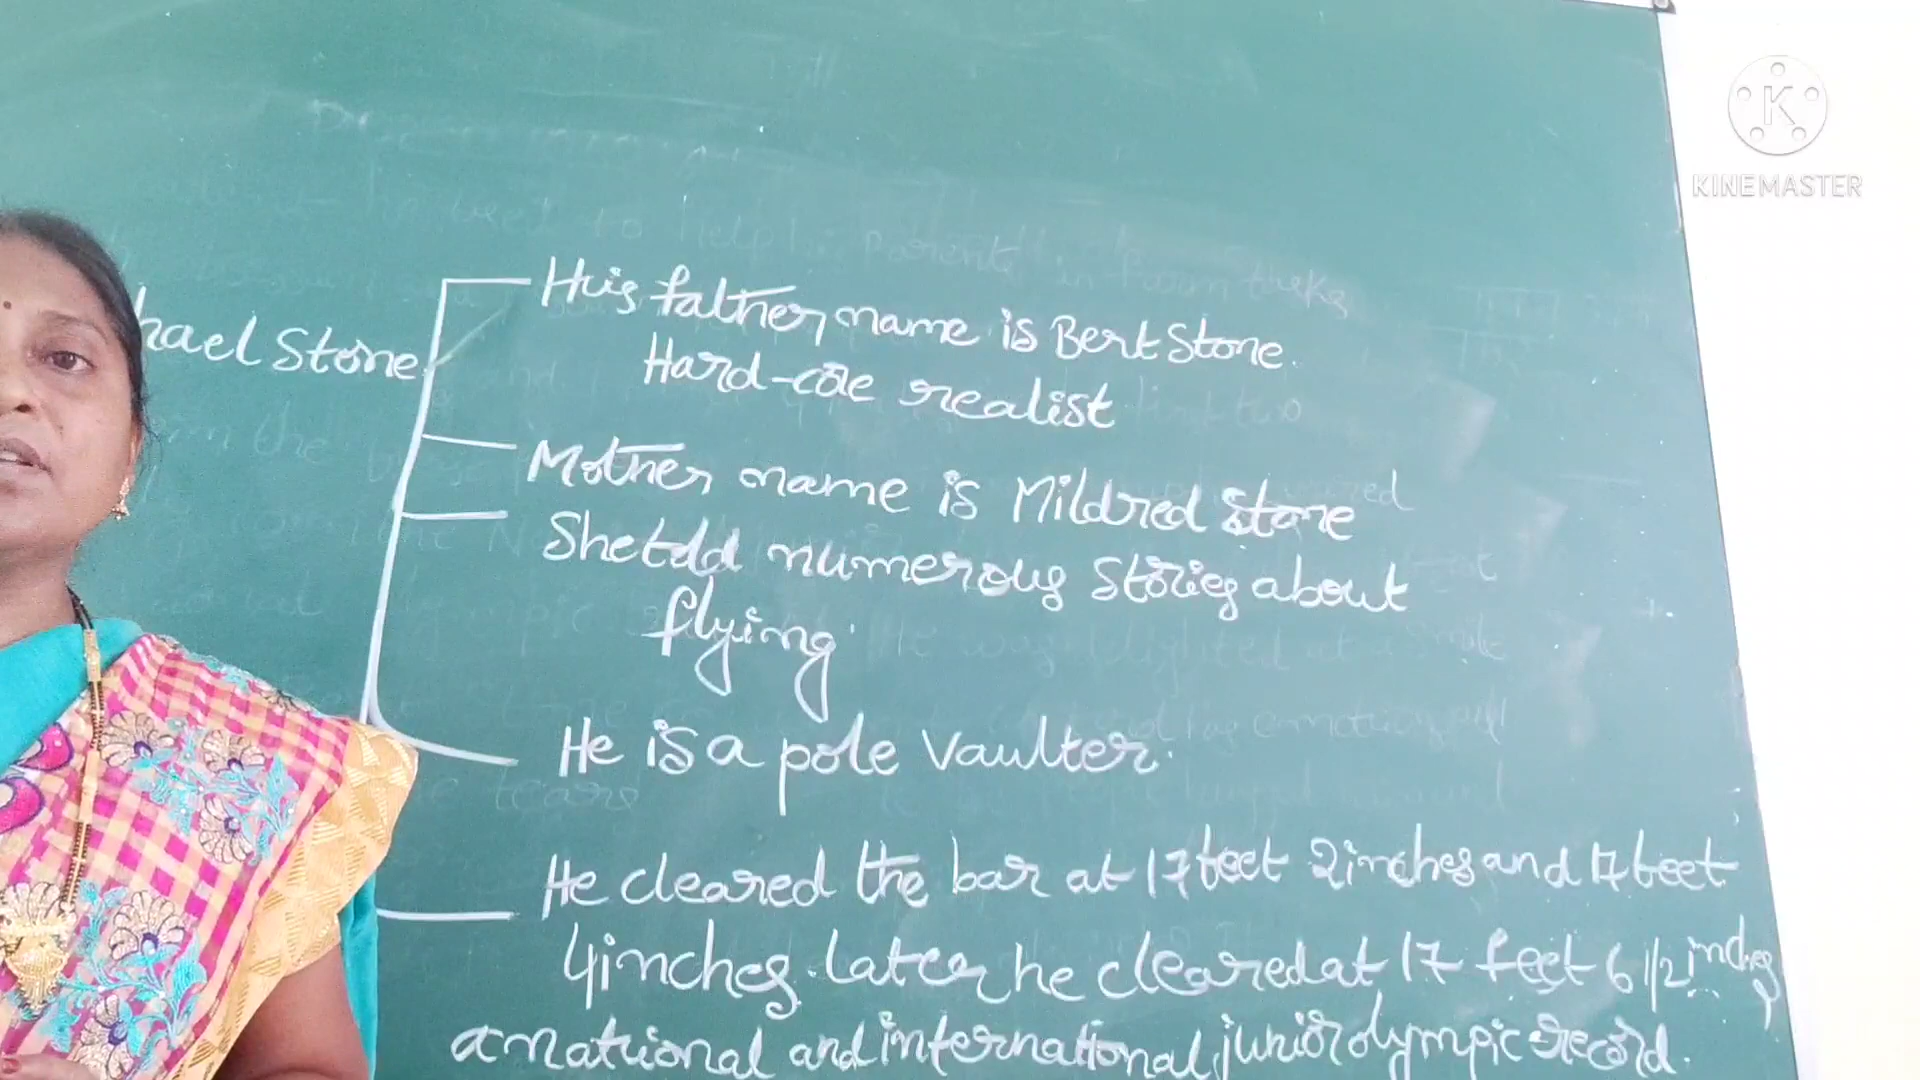 KINEMASTER
hael Stone
His father name is Bert Stone.
Hard-core realist
Mother name is Mildred Stone
She told numerous stories about
flying.
He is a pole vaulter.
He cleared the bar at 17 feet 2 inches and 17 feet
4 inches. Later he cleared at 17 feet 6 1/2 inches
a national and international junior olympic record.